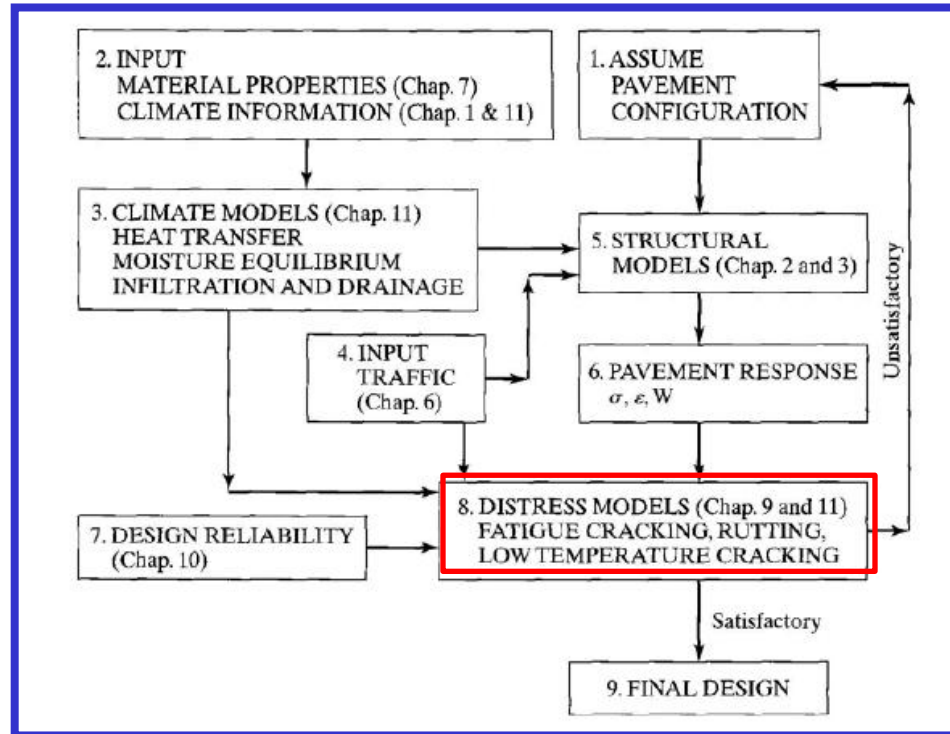 2. INPUT
MATERIAL PROPERTIES (Chap. 7)
CLIMATE INFORMATION (Chap. 1 & 11)
1. ASSUME
PAVEMENT
CONFIGURATION
3. CLIMATE MODELS (Chap. 11)
HEAT TRANSFER
MOISTURE EQUILIBRIUM
INFILTRATION AND DRAINAGE
5. STRUCTURAL
MODELS (Chap. 2 and 3)
Unsatisfactory
4. INPUT
TRAFFIC
(Chap. 6)
6. PAVEMENT RESPONSE
σ, ε, W
7. DESIGN RELIABILITY
(Chap. 10)
8. DISTRESS MODELS (Chap. 9 and 11)
FATIGUE CRACKING, RUTTING,
LOW TEMPERATURE CRACKING
Satisfactory
9. FINAL DESIGN